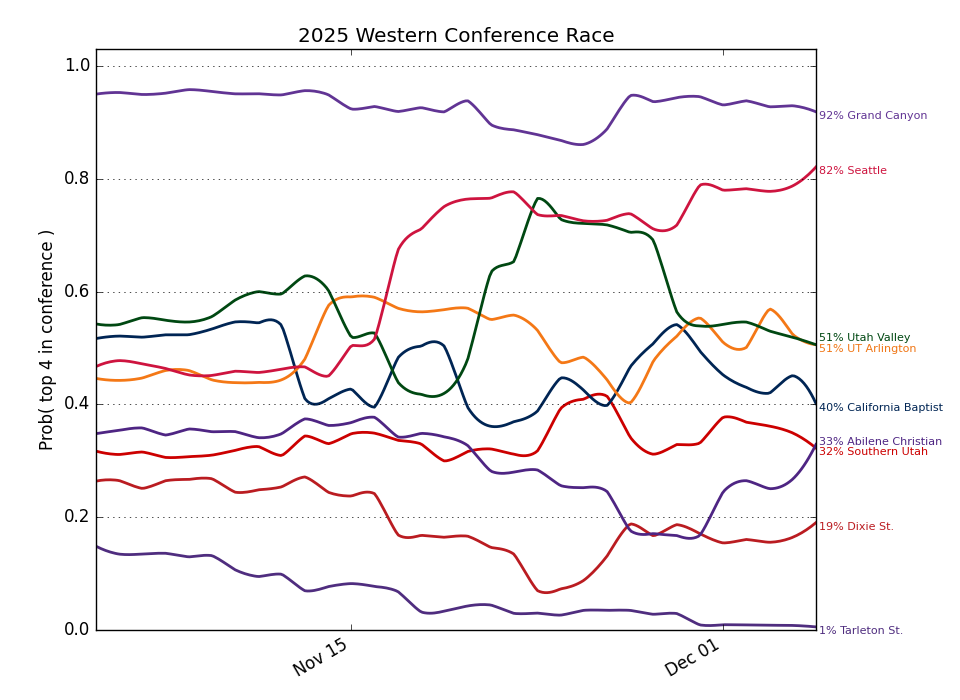 2025 Western Conference Race
Prob( top 4 in conference )
1.0
0.8
0.6
0.4
0.2
0.0
Nov 15
Dec 01
92% Grand Canyon
82% Seattle
51% Utah Valley
51% UT Arlington
40% California Baptist
33% Abilene Christian
32% Southern Utah
19% Dixie St.
1% Tarleton St.